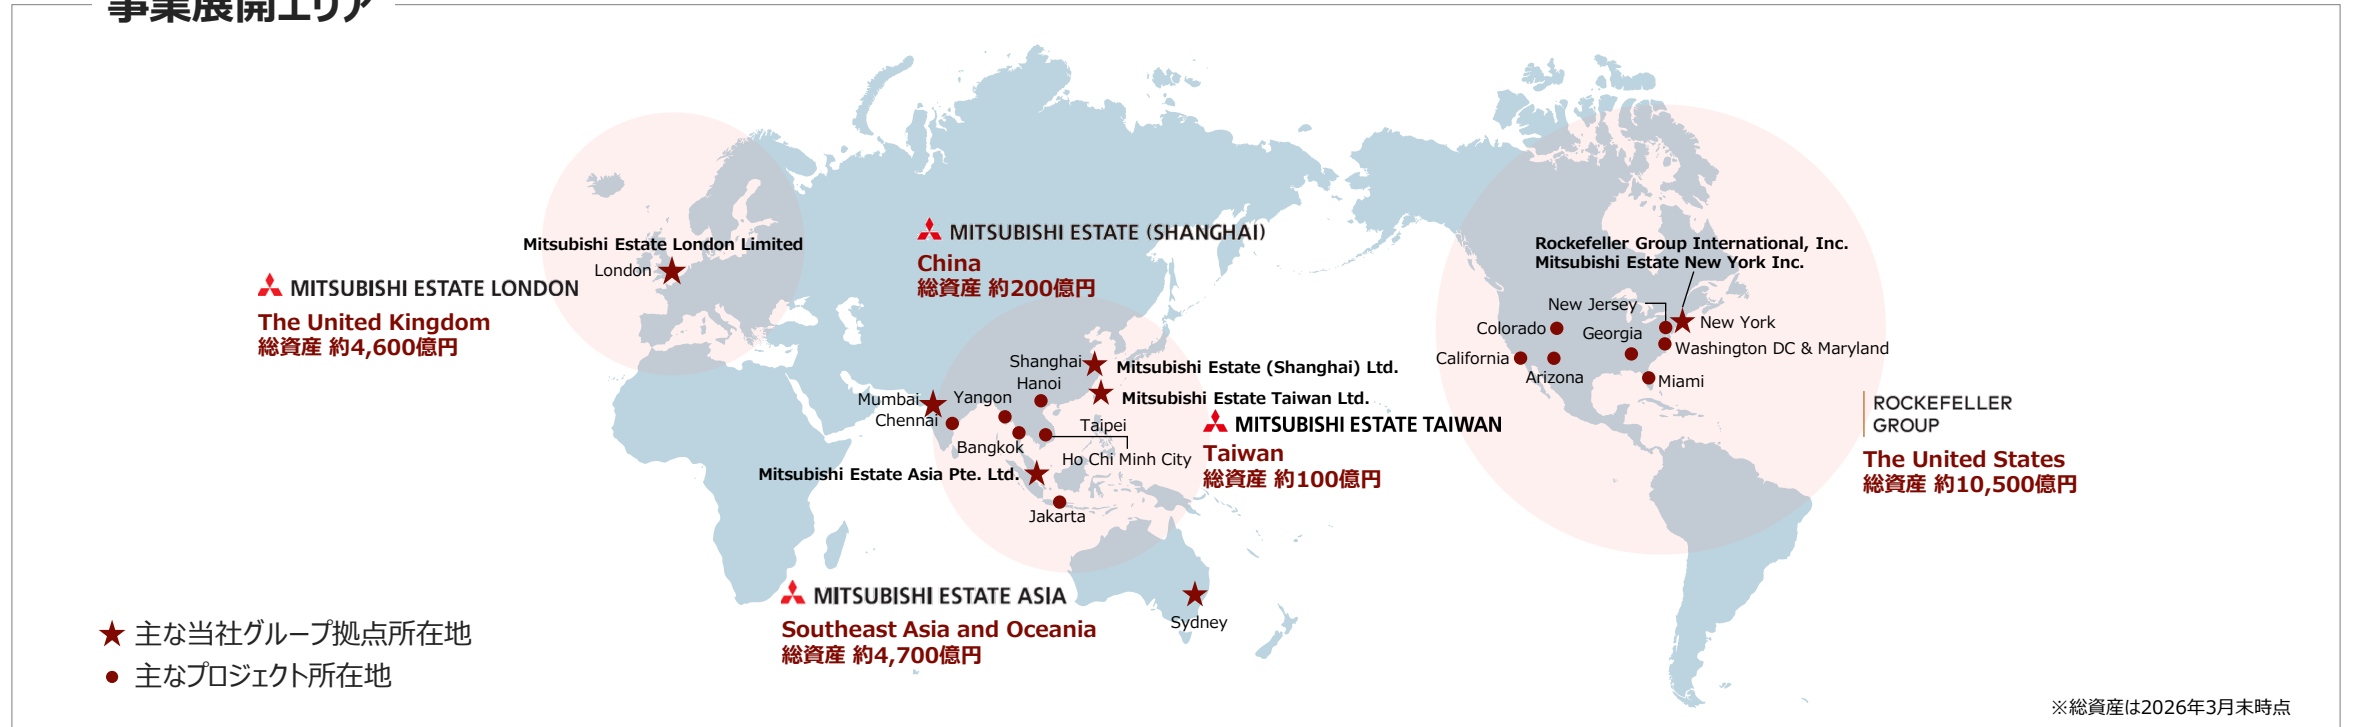 事業展開エリア
Mitsubishi Estate London Limited
London
MITSUBISHI ESTATE LONDON
The United Kingdom
総資産 約4,600億円
MITSUBISHI ESTATE (SHANGHAI)
China
総資産 約200億円
Shanghai
Mitsubishi Estate (Shanghai) Ltd.
Hanoi
Mumbai
Yangon
Mitsubishi Estate Taiwan Ltd.
Chennai
Taipei
MITSUBISHI ESTATE TAIWAN
Bangkok
Ho Chi Minh City
Taiwan
総資産 約100億円
Mitsubishi Estate Asia Pte. Ltd.
Jakarta
MITSUBISHI ESTATE ASIA
Southeast Asia and Oceania
総資産 約4,700億円
Sydney
Rockefeller Group International, Inc.
Mitsubishi Estate New York Inc.
New Jersey
New York
Colorado
Georgia
Washington DC & Maryland
California
Arizona
Miami
ROCKEFELLER
GROUP
The United States
総資産 約10,500億円
★ 主な当社グループ拠点所在地
● 主なプロジェクト所在地
※総資産は2026年3月末時点